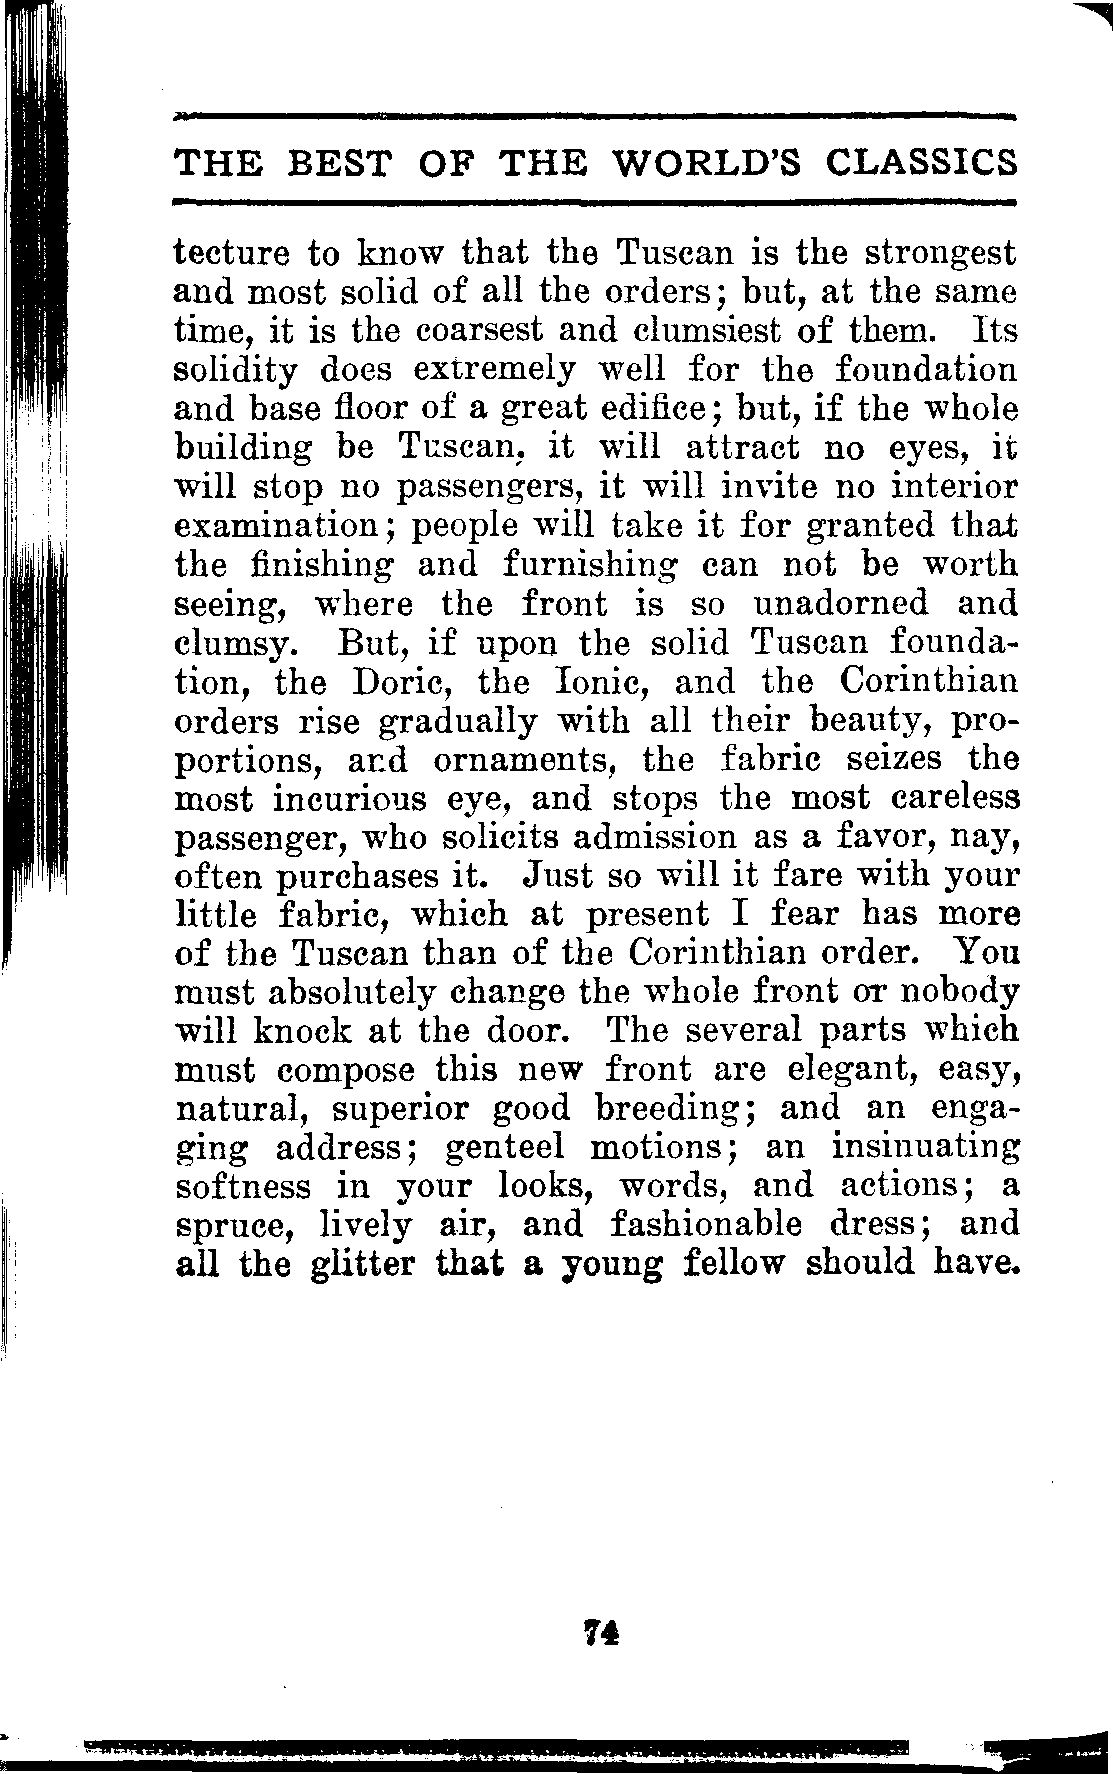 THE BEST OF THE WORLD'S CLASSICS
tecture to know that the Tuscan is the strongest
and most solid of all the orders; but, at the same
time, it is the coarsest and clumsiest of them. Its
solidity does extremely well for the foundation
and base floor of a great edifice; but, if the whole
building be Tuscan, it will attract no eyes, it
will stop no passengers, it will invite no interior
examination; people will take it for granted that
the finishing and furnishing can not be worth
seeing, where the front is so unadorned and
clumsy. But, if upon the solid Tuscan founda-
tion, the Doric, the Ionic, and the Corinthian
orders rise gradually with all their beauty, pro-
portions, and ornaments, the fabric seizes the
most incurious eye, and stops the most careless
passenger, who solicits admission as a favor, nay,
often purchases it. Just so will it fare with your
little fabric, which at present I fear has more
of the Tuscan than of the Corinthian order. You
must absolutely change the whole front or nobody
will knock at the door. The several parts which
must compose this new front are elegant, easy,
natural, superior good breeding; and an enga-
ging address; genteel motions; an insinuating
softness in your looks, words, and actions; a
spruce, lively air, and fashionable dress; and
all the glitter that a young fellow should have.
74